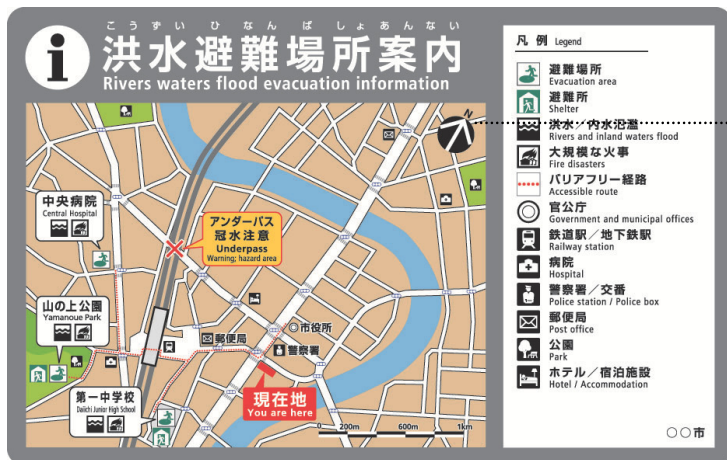 こうずい ひなん ばしょあんない
洪水避難場所案内
Rivers waters flood evacuation information
N
中央病院
Central Hospital
アンダーパス
冠水注意
Underpass
Warning; hazard area
山の上公園
Yamanoue Park
市役所
郵便局
警察署
第一中学校
Daiichi Junior High School
現在地
You are here
0 200m 600m 1km
凡例 Legend
避難場所
Evacuation area
避難所
Shelter
洪水/内水氾濫
Rivers and inland waters flood
大規模な火事
Fire disasters
バリアフリー経路
Accessible route
官公庁
Government and municipal offices
鉄道駅/地下鉄駅
Railway station
病院
Hospital
警察署/交番
Police station / Police box
郵便局
Post office
公園
Park
ホテル/宿泊施設
Hotel / Accommodation
〇〇市